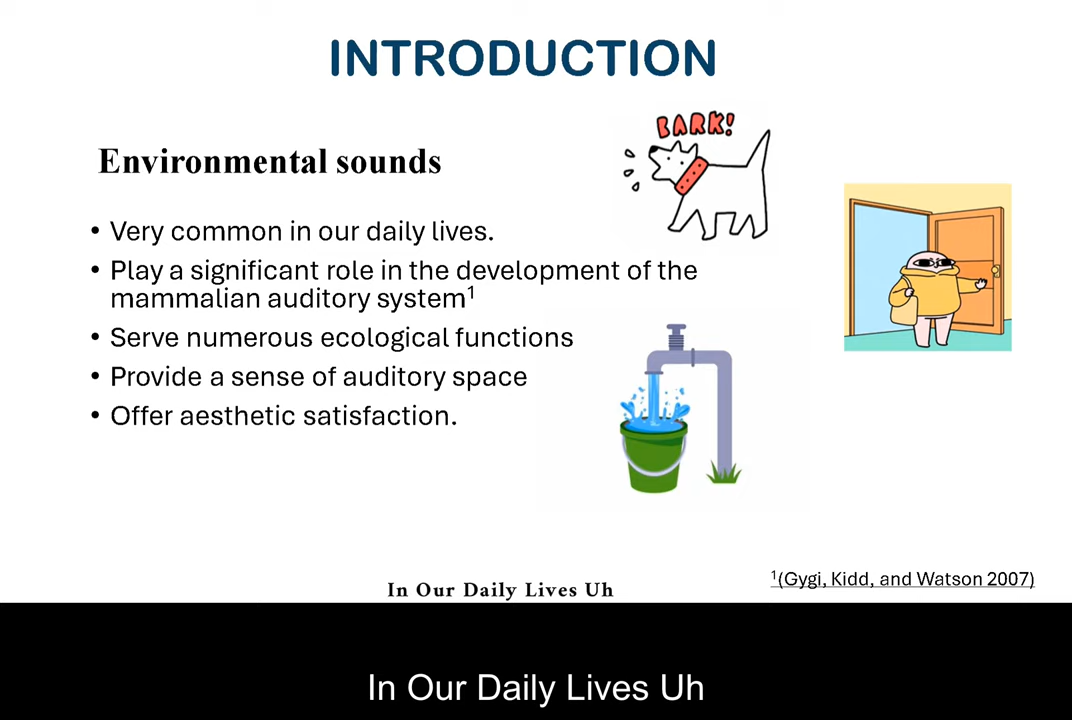 INTRODUCTION
BARK!
Environmental sounds
• Very common in our daily lives.
• Play a significant role in the development of the
mammalian auditory system¹
• Serve numerous ecological functions
• Provide a sense of auditory space
• Offer aesthetic satisfaction.
¹(Gygi, Kidd, and Watson 2007)
In Our Daily Lives Uh
In Our Daily Lives Uh